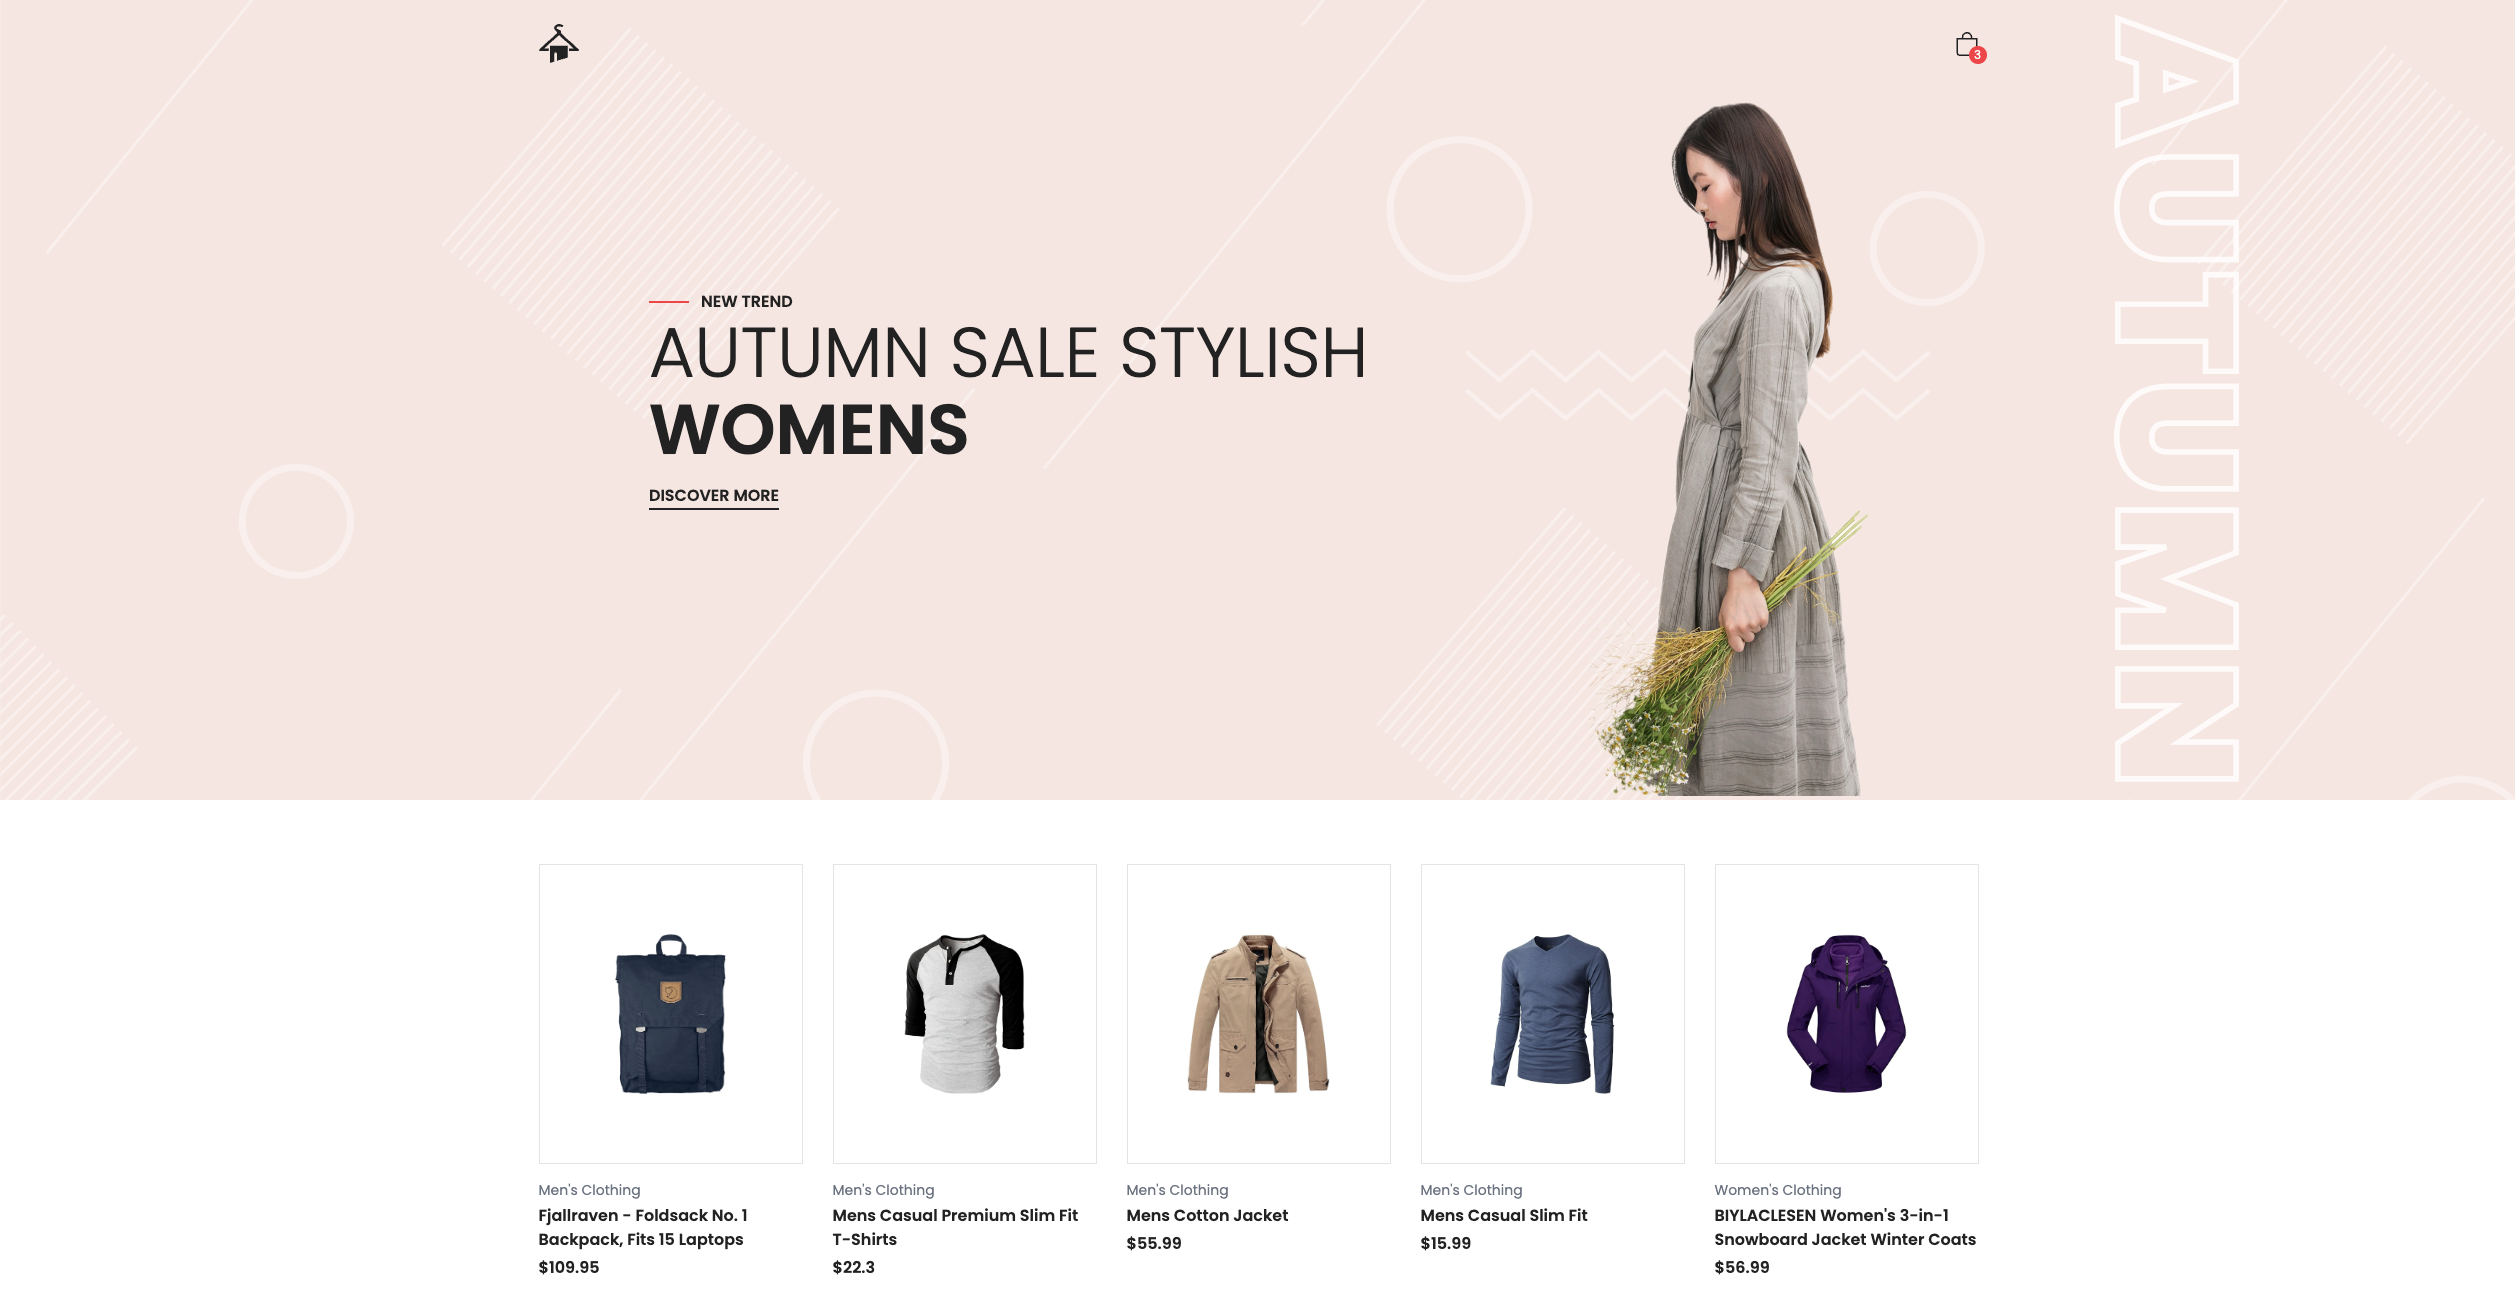 3
NEW TREND
AUTUMN SALE STYLISH
WOMENS
DISCOVER MORE
AUTUMN
Men's Clothing
Fjallraven - Foldsack No. 1
Backpack, Fits 15 Laptops
$109.95
Men's Clothing
Mens Casual Premium Slim Fit
T-Shirts
$22.3
Men's Clothing
Mens Cotton Jacket
$55.99
Men's Clothing
Mens Casual Slim Fit
$15.99
Women's Clothing
BIYLACLESEN Women's 3-in-1
Snowboard Jacket Winter Coats
$56.99